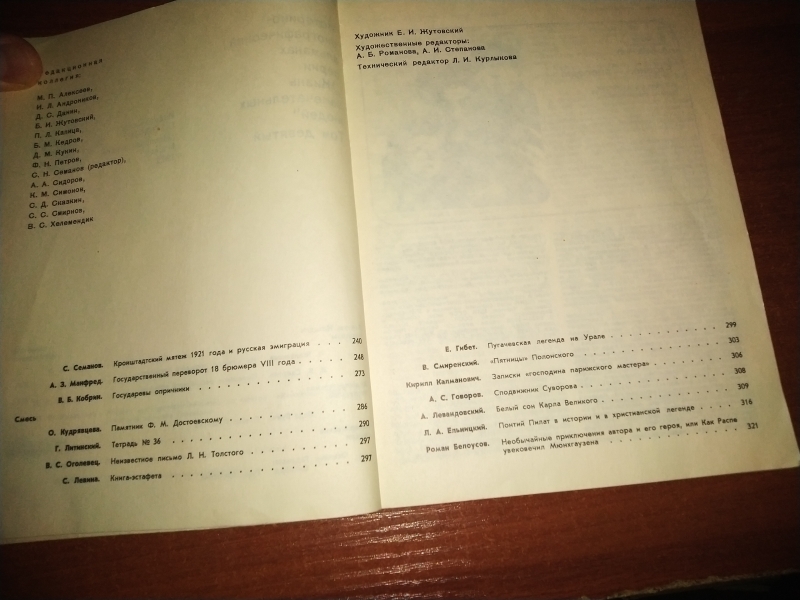 Редакционная
коллегия:
М. П. Алексеев,
И. Л. Андроников,
Д. С. Данин,
Б. И. Жутовский,
П. Л. Капица,
Б. М. Кедров,
Д. М. Кукин,
Ф. Н. Петров,
С. Н. Семанов (редактор),
А. А. Сидоров,
К. М. Симонов,
С. Д. Сказкин,
С. С. Смирнов,
В. С. Хелемендик
С. Семанов. Кронштадтский мятеж 1921 года и русская эмиграция . . . 240
А. З. Манфред. Государственный переворот 18 брюмера VIII года . . . . 248
В. Б. Кобрин. Государевы опричники . . . . . . . . . . . 273
Смесь
О. Кудрявцева. Памятник Ф. М. Достоевскому . . . . . . . . . . 286
Г. Литинский. Тетрадь № 36 . . . . . . . . . . . . . . 290
В. С. Оголевец. Неизвестное письмо Л. Н. Толстого . . . . . . . . . 297
С. Левина. Книга-эстафета . . . . . . . . . . . . . . 297
Художник Б. И. Жутовский
Художественные редакторы:
А. Б. Романова, А. И. Степанова
Технический редактор Л. И. Курлыкова
Е. Гибет. Пугачевская легенда на Урале . . . . . . . . 299
В. Смиренский. «Пятницы» Полонского . . . . . . . . . . 303
Кирилл Калманович. Записки «господина парижского мастера» . . . . . 306
А. С. Говоров. Сподвижник Суворова . . . . . . . . . . 308
А. Левандовский. Белый сон Карла Великого . . . . . . . . . 309
Л. А. Ельницкий. Понтий Пилат в истории и в христианской легенде . . . 316
Роман Белоусов. Необычайные приключения автора и его героя, или Как Распе
увековечил Мюнхгаузена . . . . . . . . . . 321